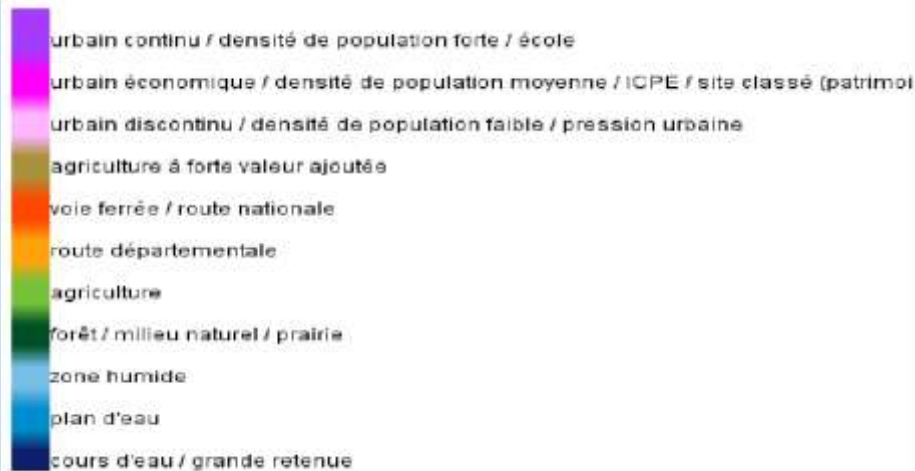 urbain continu / densité de population forte / école
urbain économique / densité de population moyenne / ICPE / site classé (patrimoi
urbain discontinu / densité de population faible / pression urbaine
agriculture á forte valeur ajoutée
voie ferrée / route nationale
route départementale
agriculture
forêt / milieu naturel / prairie
zone humide
plan d'eau
cours d'eau / grande retenue